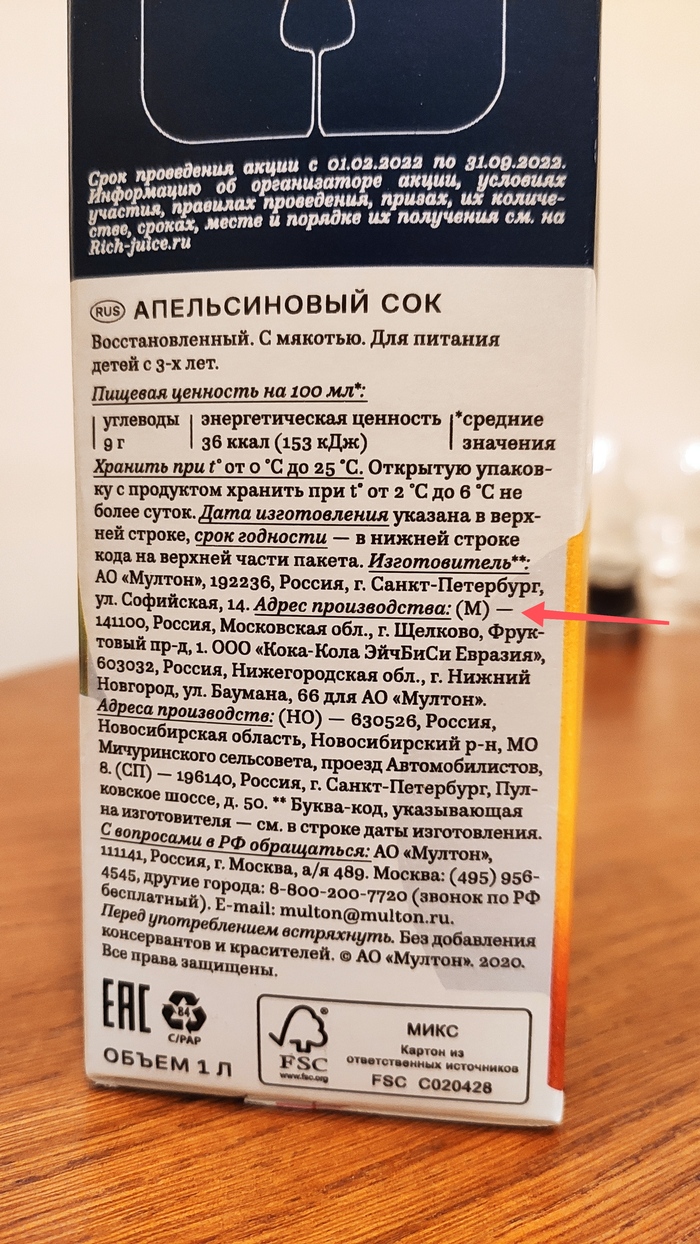 Срок проведения акции с 01.02.2022 по 31.09.2022.
Информацию об организаторе акции, условиях
участия, правилах проведения, призах, их количе-
стве, сроках, месте и порядке их получения см. на
Rich-juice.ru
RUS АПЕЛЬСИНОВЫЙ СОК
Восстановленный. С мякотью. Для питания
детей с 3-х лет.
Пищевая ценность на 100 мл*:
углеводы энергетическая ценность *средние
9 г 36 ккал (153 кДж) значения
Хранить при t° от 0 °C до 25 °C. Открытую упаков-
ку с продуктом хранить при t° от 2 °C до 6 °C не
более суток. Дата изготовления указана в верх-
ней строке, срок годности — в нижней строке
кода на верхней части пакета. Изготовитель**:
АО «Мултон», 192236, Россия, г. Санкт-Петербург,
ул. Софийская, 14. Адрес производства: (М) —
141100, Россия, Московская обл., г. Щелково, Фрук-
товый пр-д, 1. ООО «Кока-Кола ЭйчБиСи Евразия»,
603032, Россия, Нижегородская обл., г. Нижний
Новгород, ул. Баумана, 66 для АО «Мултон».
Адреса производств: (НО) — 630526, Россия,
Новосибирская область, Новосибирский р-н, МО
Мичуринского сельсовета, проезд Автомобилистов,
8. (СП) — 196140, Россия, г. Санкт-Петербург, Пул-
ковское шоссе, д. 50. ** Буква-код, указывающая
на изготовителя — см. в строке даты изготовления.
С вопросами в РФ обращаться: АО «Мултон»,
111141, Россия, г. Москва, а/я 489. Москва: (495) 956-
4545, другие города: 8-800-200-7720 (звонок по РФ
бесплатный). E-mail: multon@multon.ru.
Перед употреблением встряхнуть. Без добавления
консервантов и красителей. © АО «Мултон». 2020.
Все права защищены.
EAC
84
C/PAP
ОБЪЕМ 1 Л
FSC
www.fsc.org
МИКС
Картон из
ответственных источников
FSC C020428